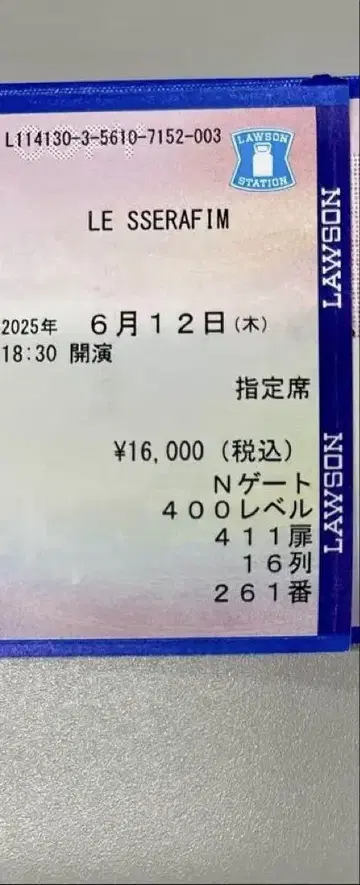 L114130-3-5610-7152-003
LAWSON
STATION
LE SSERAFIM
2025年 6月12日(木)
18:30 開演
指定席
¥16,000 (税込)
Nゲート
400レベル
411扉
16列
261番
LAWSON
LAWSON